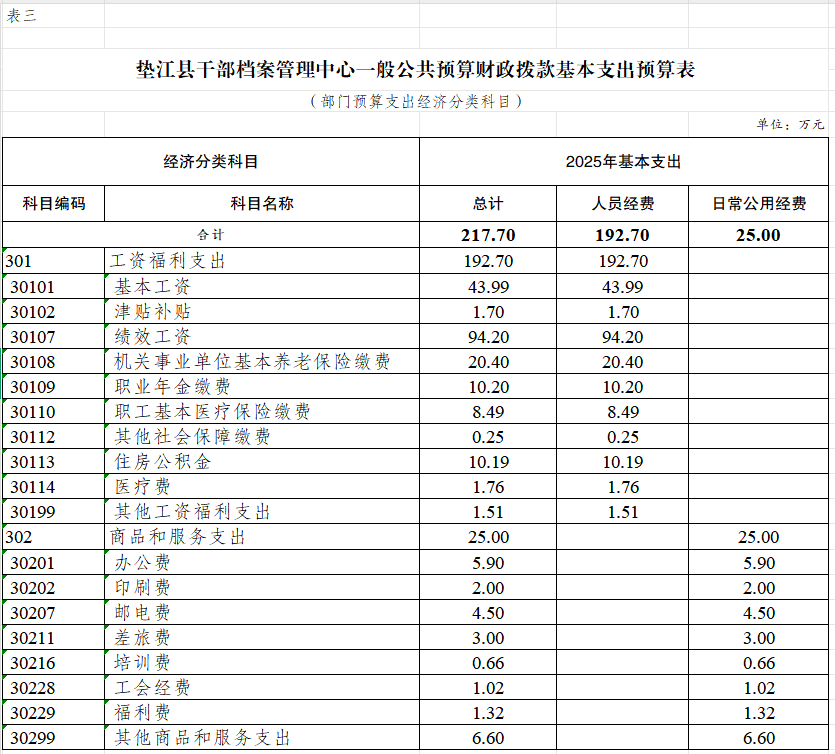 表三
垫江县干部档案管理中心一般公共预算财政拨款基本支出预算表
（部门预算支出经济分类科目）
单位：万元
经济分类科目 2025年基本支出
科目编码 科目名称 总计 人员经费 日常公用经费
合计 217.70 192.70 25.00
301 工资福利支出 192.70 192.70
30101 基本工资 43.99 43.99
30102 津贴补贴 1.70 1.70
30107 绩效工资 94.20 94.20
30108 机关事业单位基本养老保险缴费 20.40 20.40
30109 职业年金缴费 10.20 10.20
30110 职工基本医疗保险缴费 8.49 8.49
30112 其他社会保障缴费 0.25 0.25
30113 住房公积金 10.19 10.19
30114 医疗费 1.76 1.76
30199 其他工资福利支出 1.51 1.51
302 商品和服务支出 25.00 25.00
30201 办公费 5.90 5.90
30202 印刷费 2.00 2.00
30207 邮电费 4.50 4.50
30211 差旅费 3.00 3.00
30216 培训费 0.66 0.66
30228 工会经费 1.02 1.02
30229 福利费 1.32 1.32
30299 其他商品和服务支出 6.60 6.60